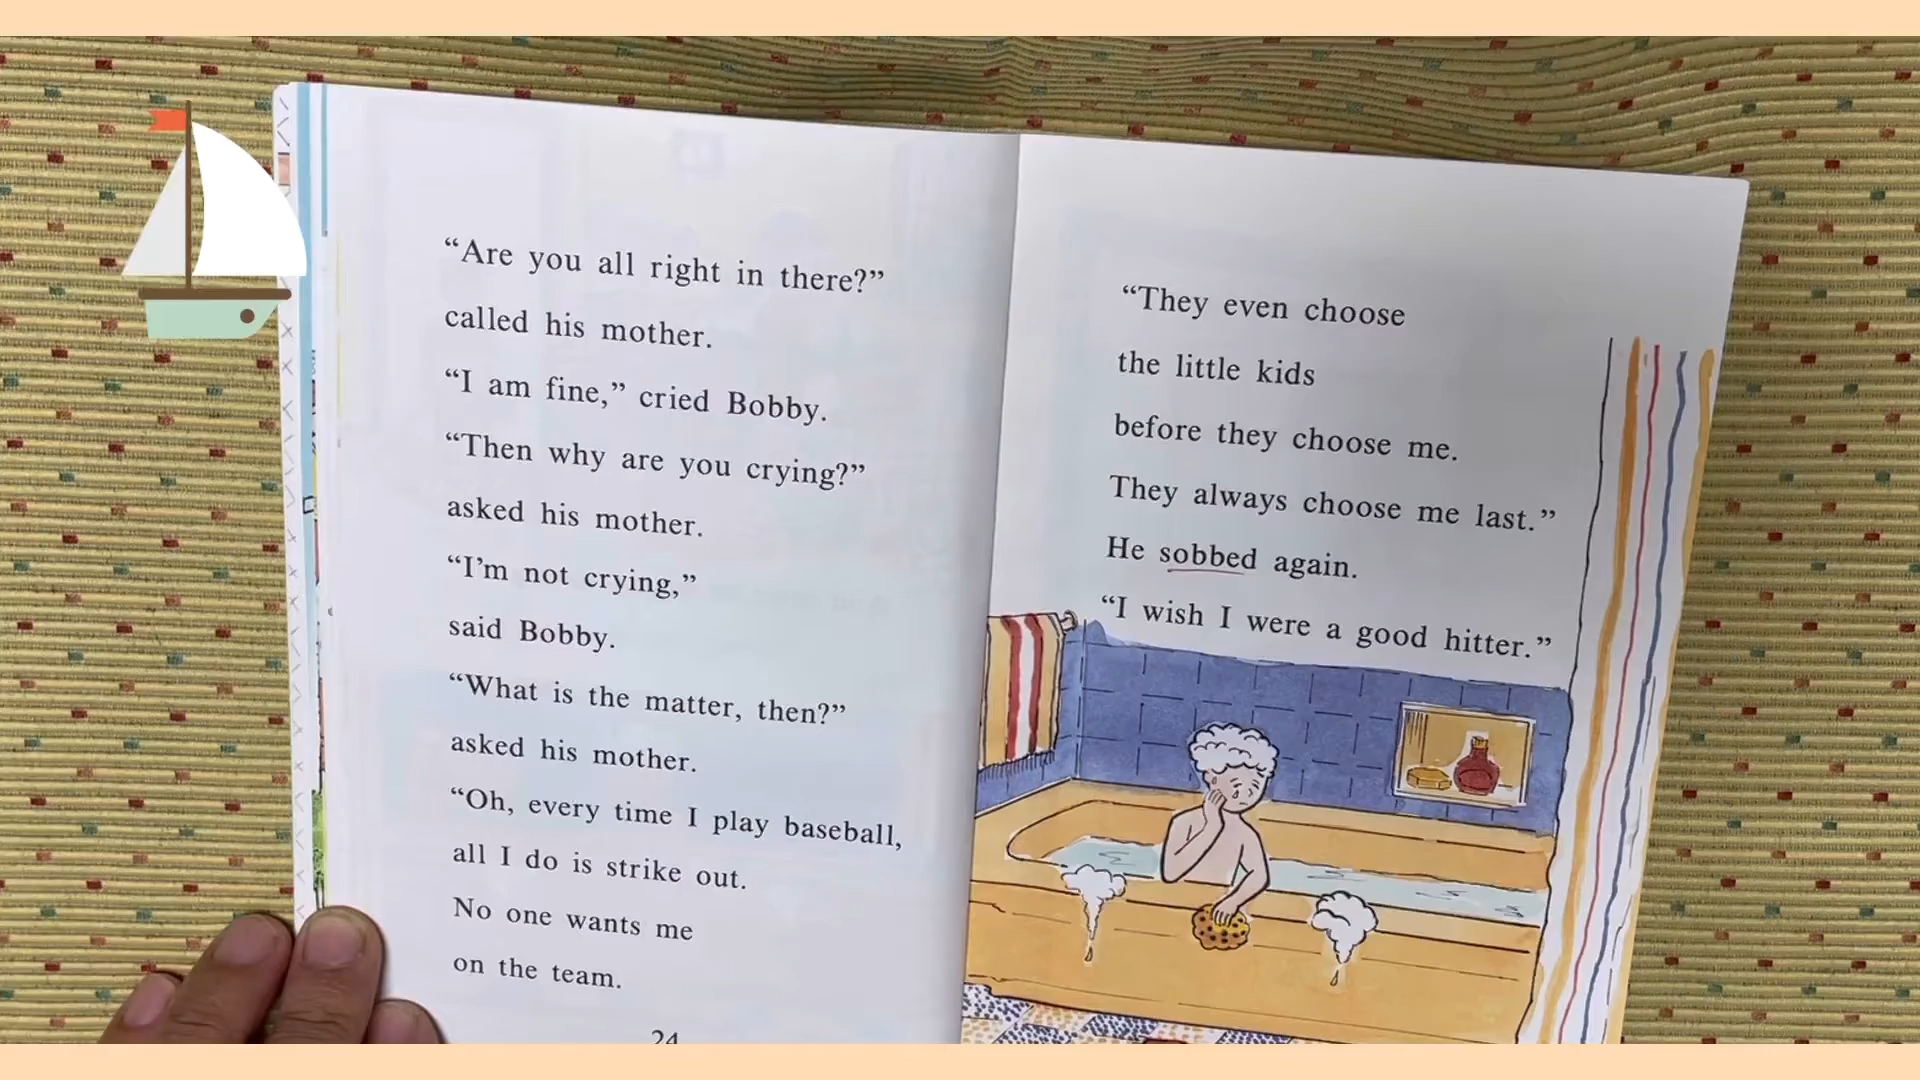 “Are you all right in there?”
called his mother.
“I am fine,” cried Bobby.
“Then why are you crying?”
asked his mother.
“I’m not crying,”
said Bobby.
“What is the matter, then?”
asked his mother.
“Oh, every time I play baseball,
all I do is strike out.
No one wants me
on the team.
24
“They even choose
the little kids
before they choose me.
They always choose me last.”
He sobbed again.
“I wish I were a good hitter.”